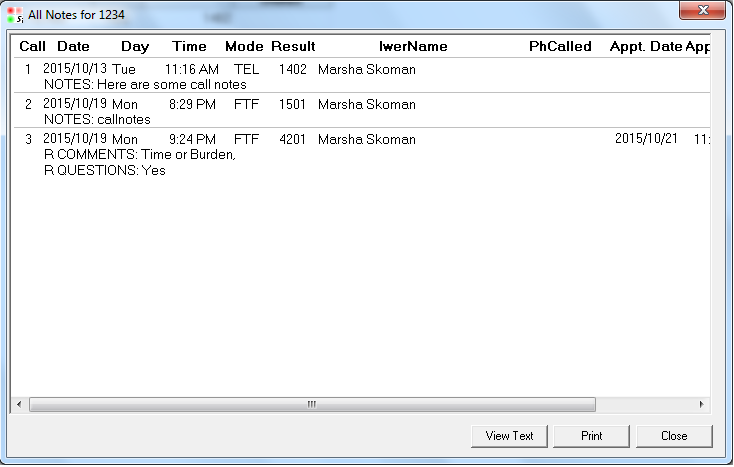 All Notes for 1234
Call Date Day Time Mode Result IwerName PhCalled Appt. Date App
1 2015/10/13 Tue 11:16 AM TEL 1402 Marsha Skoman
NOTES: Here are some call notes
2 2015/10/19 Mon 8:29 PM FTF 1501 Marsha Skoman
NOTES: callnotes
3 2015/10/19 Mon 9:24 PM FTF 4201 Marsha Skoman 2015/10/21 11:
R COMMENTS: Time or Burden,
R QUESTIONS: Yes
View Text Print Close